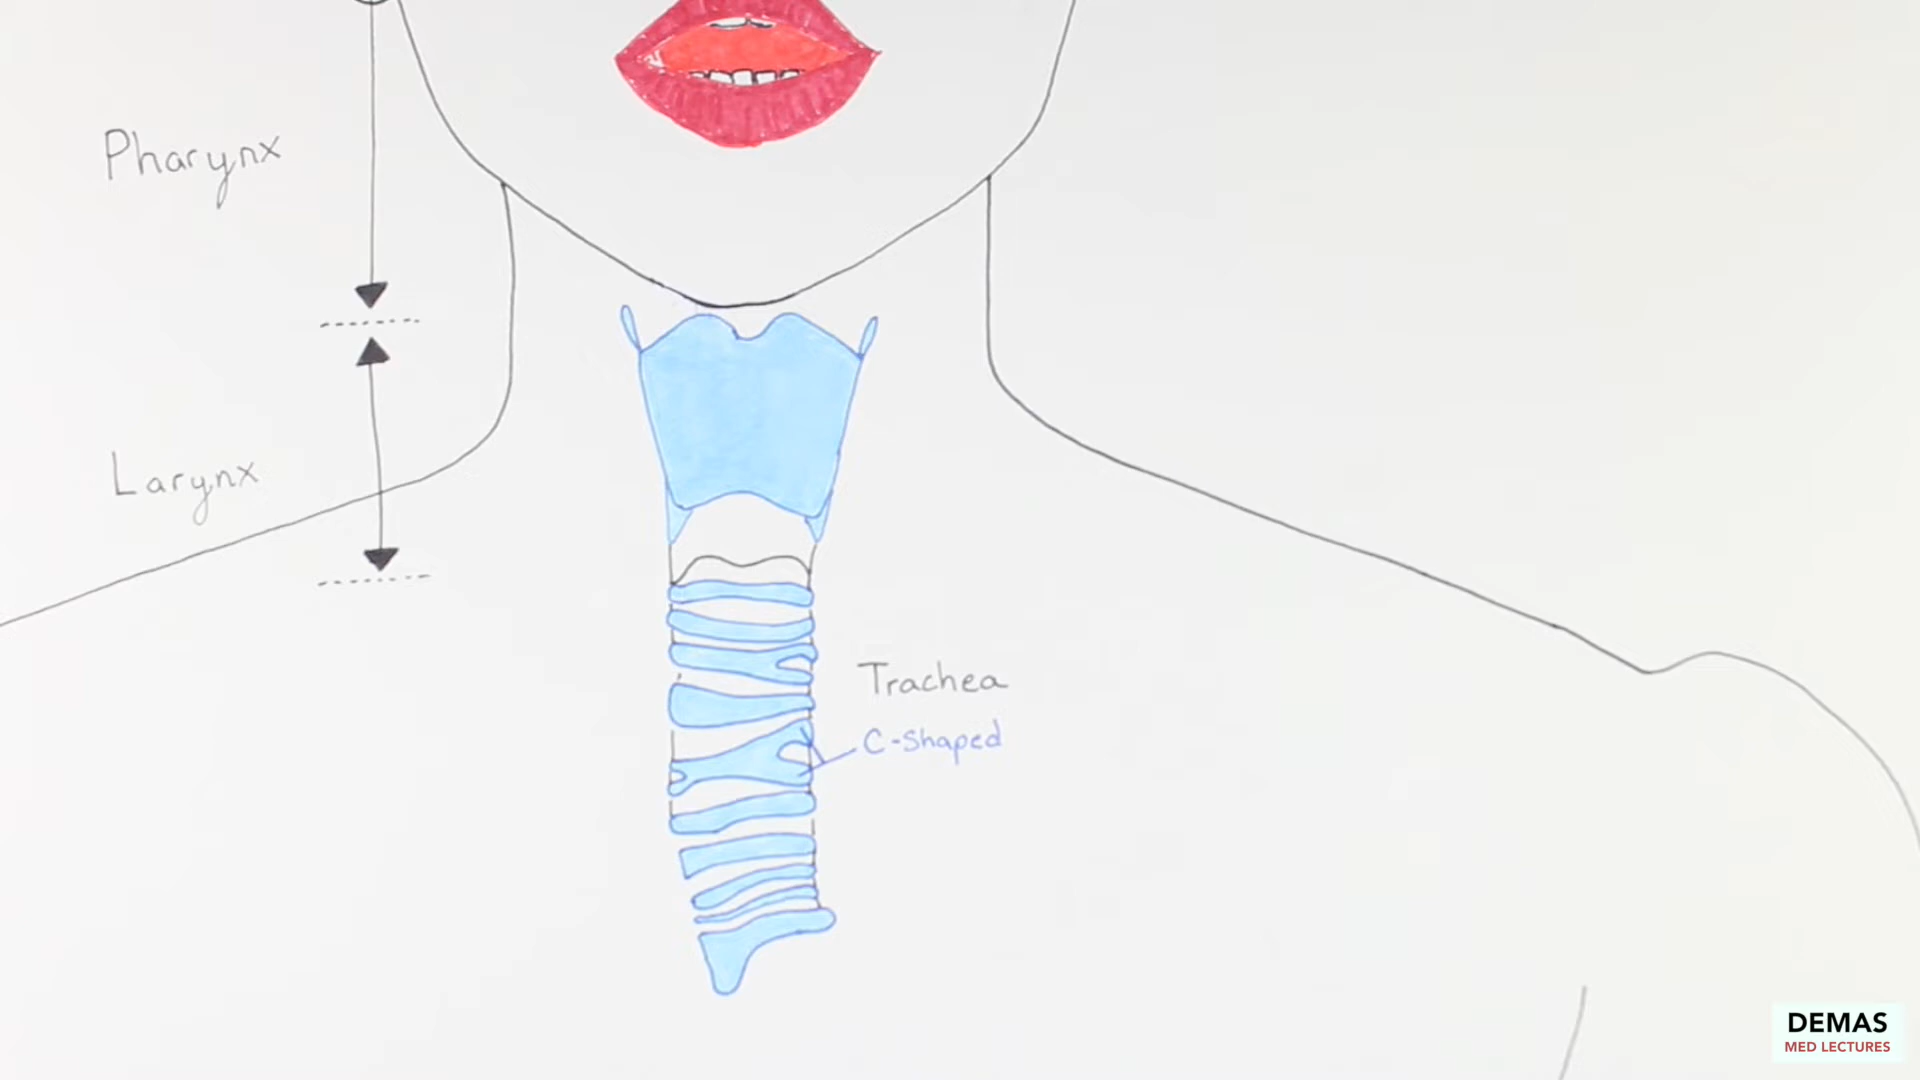 Pharynx
Larynx
Trachea
C-Shaped
DEMAS
MED LECTURES